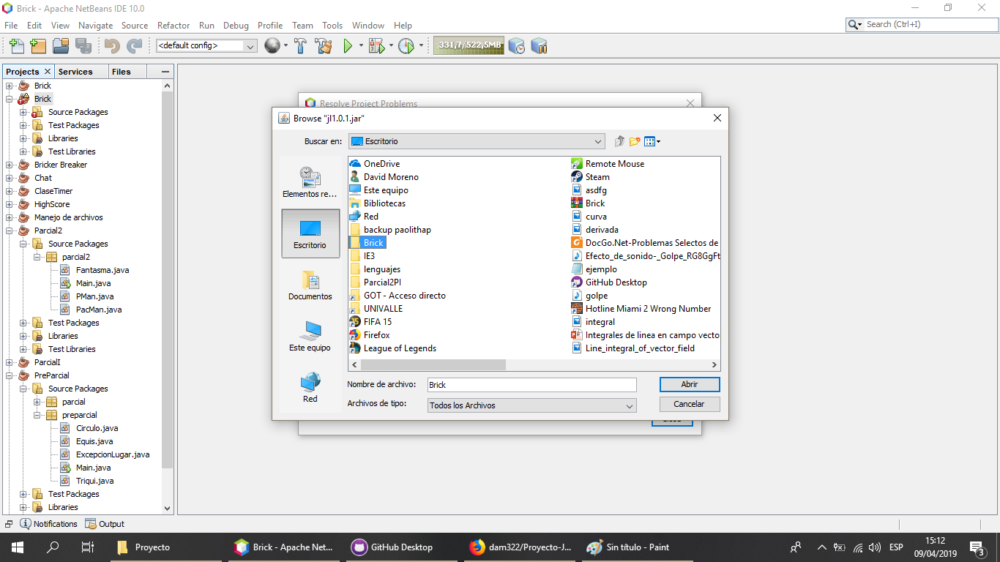 Brick - Apache NetBeans IDE 10.0
File Edit View Navigate Source Refactor Run Debug Profile Team Tools Window Help
Search (Ctrl+I)
<default config>
331,7/522,5MB
Projects
Services
Files
Brick
Brick
Source Packages
Test Packages
Libraries
Test Libraries
Bricker Breaker
Chat
ClaseTimer
HighScore
Manejo de archivos
Parcial2
Source Packages
parcial2
Fantasma.java
Main.java
PMan.java
PacMan.java
Test Packages
Libraries
Test Libraries
ParcialI
PreParcial
Source Packages
parcial
preparcial
Circulo.java
Equis.java
ExcepcionLugar.java
Main.java
Triqui.java
Test Packages
Libraries
Resolve Project Problems
Browse "jl1.0.1.jar"
Buscar en:
Escritorio
Elementos re...
Escritorio
Documentos
Este equipo
Red
OneDrive
David Moreno
Este equipo
Bibliotecas
Red
backup paolithap
Brick
IE3
lenguajes
Parcial2PI
GOT - Acceso directo
UNIVALLE
FIFA 15
Firefox
League of Legends
Remote Mouse
Steam
asdfg
Brick
curva
derivada
DocGo.Net-Problemas Selectos de
Efecto_de_sonido-_Golpe_RG8GgFt
ejemplo
GitHub Desktop
golpe
Hotline Miami 2 Wrong Number
integral
Integrales de linea en campo vecto
Line_integral_of_vector_field
Nombre de archivo:
Brick
Abrir
Archivos de tipo:
Todos los Archivos
Cancelar
Notifications
Output
Proyecto
Brick - Apache Net...
GitHub Desktop
dam322/Proyecto-J...
Sin título - Paint
ESP
15:12
09/04/2019
3